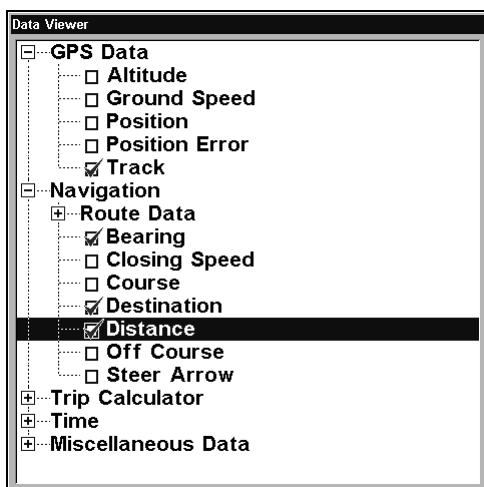 Data Viewer
GPS Data
Altitude
Ground Speed
Position
Position Error
Track
Navigation
Route Data
Bearing
Closing Speed
Course
Destination
Distance
Off Course
Steer Arrow
Trip Calculator
Time
Miscellaneous Data